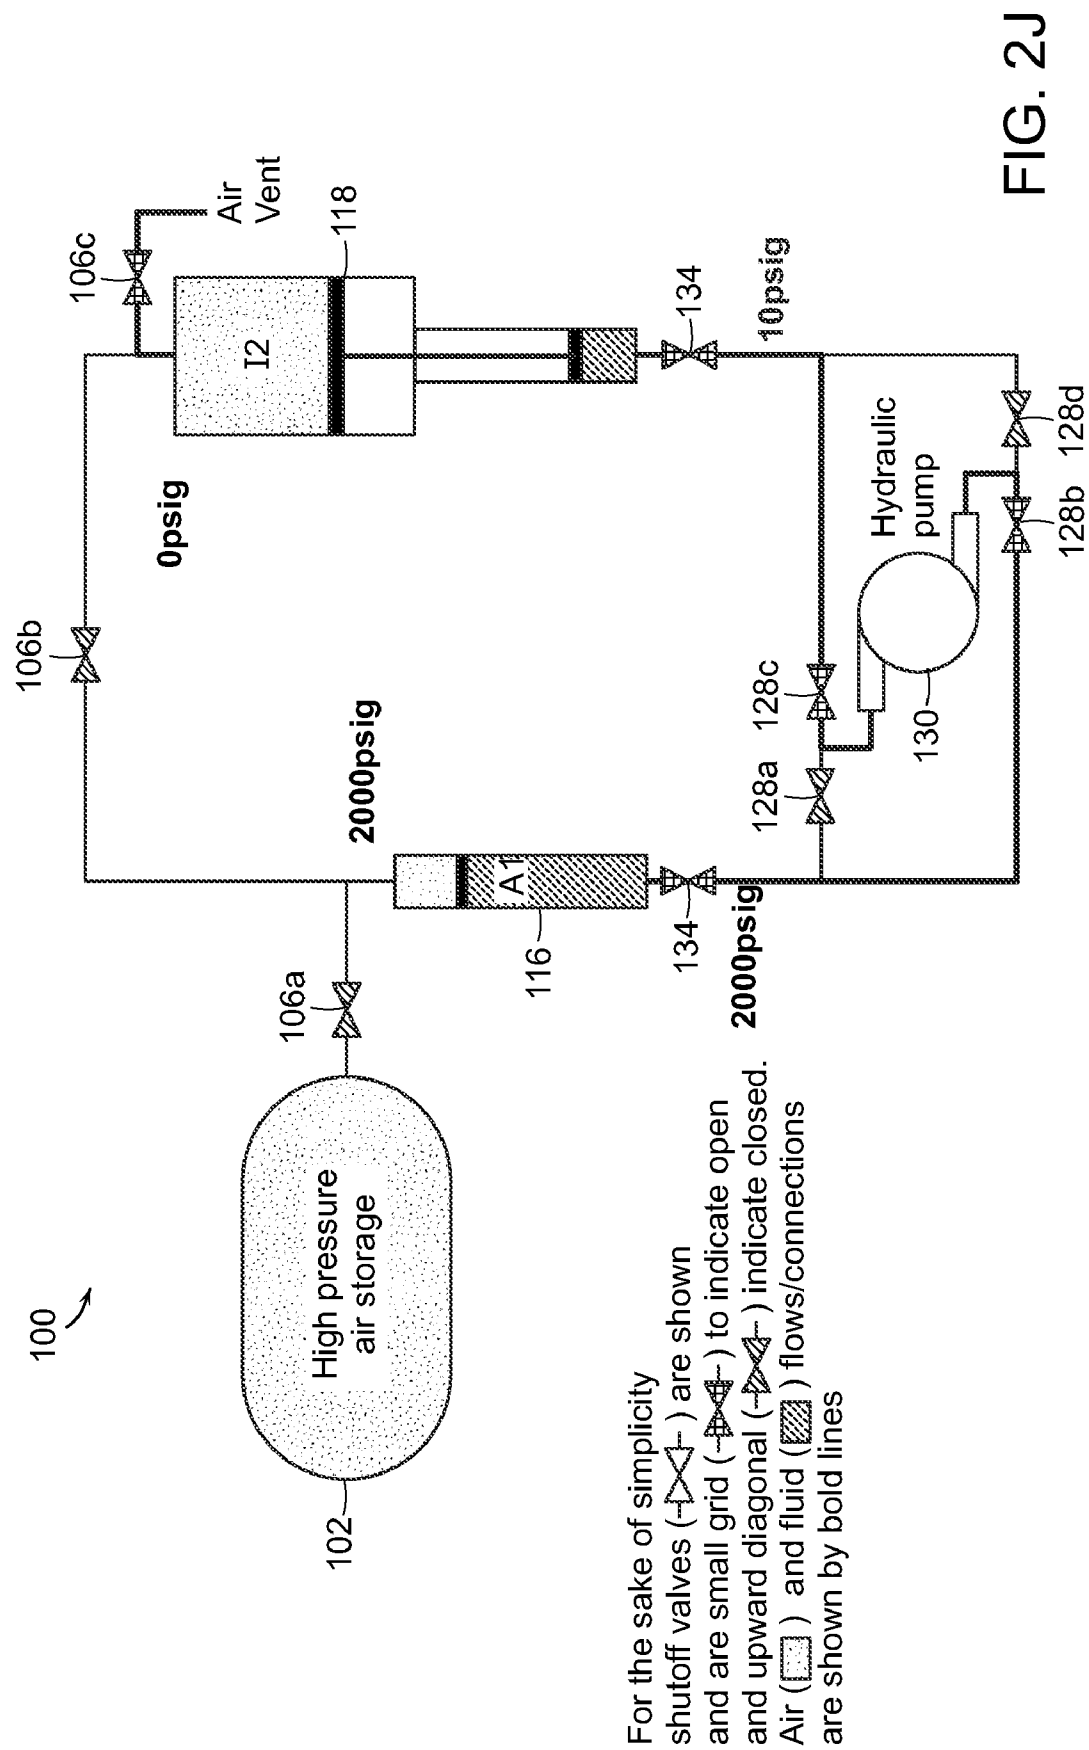 100
102
High pressure
air storage
106a
106b
106c
Air
Vent
0psig
I2
118
2000psig
A1
116
134
2000psig
134
10psig
128a
128c
Hydraulic
pump
130
128b
128d
For the sake of simplicity
shutoff valves ( ) are shown
and are small grid ( ) to indicate open
and upward diagonal ( ) indicate closed.
Air ( ) and fluid ( ) flows/connections
are shown by bold lines
FIG. 2J